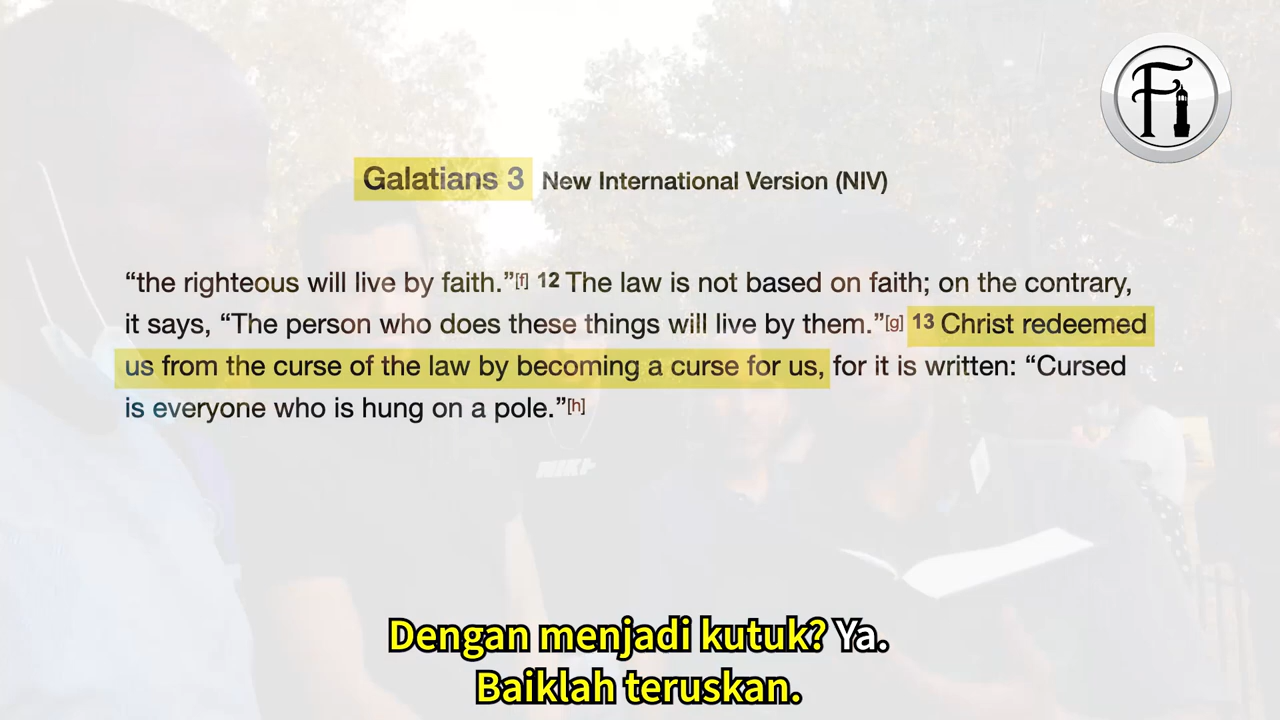 Fi
Galatians 3 New International Version (NIV)
“the righteous will live by faith.”[f] 12 The law is not based on faith; on the contrary,
it says, “The person who does these things will live by them.”[g] 13 Christ redeemed
us from the curse of the law by becoming a curse for us, for it is written: “Cursed
is everyone who is hung on a pole.”[h]
NIKE
Dengan menjadi kutuk? Ya.
Baiklah teruskan.